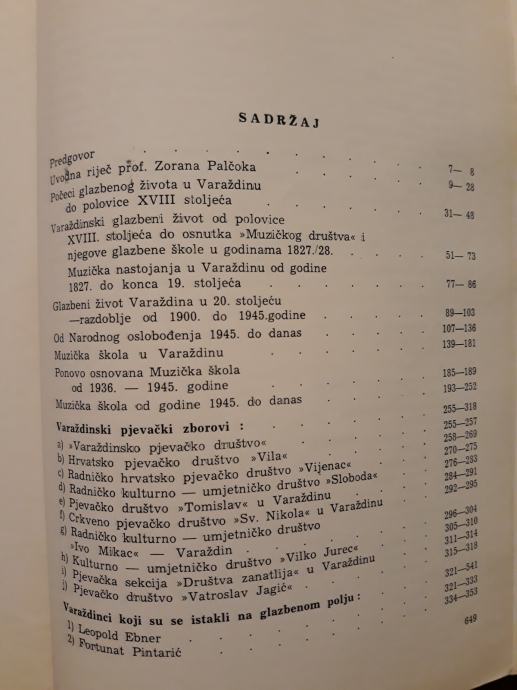 SADRŽAJ
Predgovor . . . . . . .
Uvodna riječ prof. Zorana Palčoka . . . . 7— 8
Počeci glazbenog života u Varaždinu
do polovice XVIII stoljeća . . . . . 9— 28
Varaždinski glazbeni život od polovice
XVIII. stoljeća do osnutka »Muzičkog društva« i
njegove glazbene škole u godinama 1827./28. . . . 31— 48
Muzička nastojanja u Varaždinu od godine
1827. do konca 19. stoljeća . . . . 51— 73
Glazbeni život Varaždina u 20. stoljeću
—razdoblje od 1900. do 1945.godine . . . . 77— 86
Od Narodnog oslobođenja 1945. do danas . . . . 89—103
Muzička škola u Varaždinu . . . . 107—136
Ponovo osnovana Muzička škola
od 1936. — 1945. godine . . . . 139—181
Muzička škola od godine 1945. do danas . . . . 185—189
Varaždinski pjevački zborovi : . . . . 193—252
a) »Varaždinsko pjevačko društvo« . . . . 255—318
b) Hrvatsko pjevačko društvo »Vila« . . . . 255—257
c) Radničko hrvatsko pjevačko društvo »Vijenac« . . . 258—269
d) Radničko kulturno — umjetničko društvo »Sloboda« . . 270—275
e) Pjevačko društvo »Tomislav« u Varaždinu . . . 276—283
f) Crkveno pjevačko društvo »Sv. Nikola« u Varaždinu . . 284—291
g) Radničko kulturno — umjetničko društvo 292—295
»Ivo Mikac« — Varaždin . . . .
h) Kulturno — umjetničko društvo »Vilko Jurec« . . . 296—304
i) Pjevačka sekcija »Društva zanatlija« u Varaždinu . . 305—310
j) Pjevačko društvo »Vatroslav Jagić« . . . . 311—314
315—318
Varaždinci koji su se istakli na glazbenom polju : . . . 321—541
1) Leopold Ebner . . . . 321—333
2) Fortunat Pintarić . . . . 334—353
649